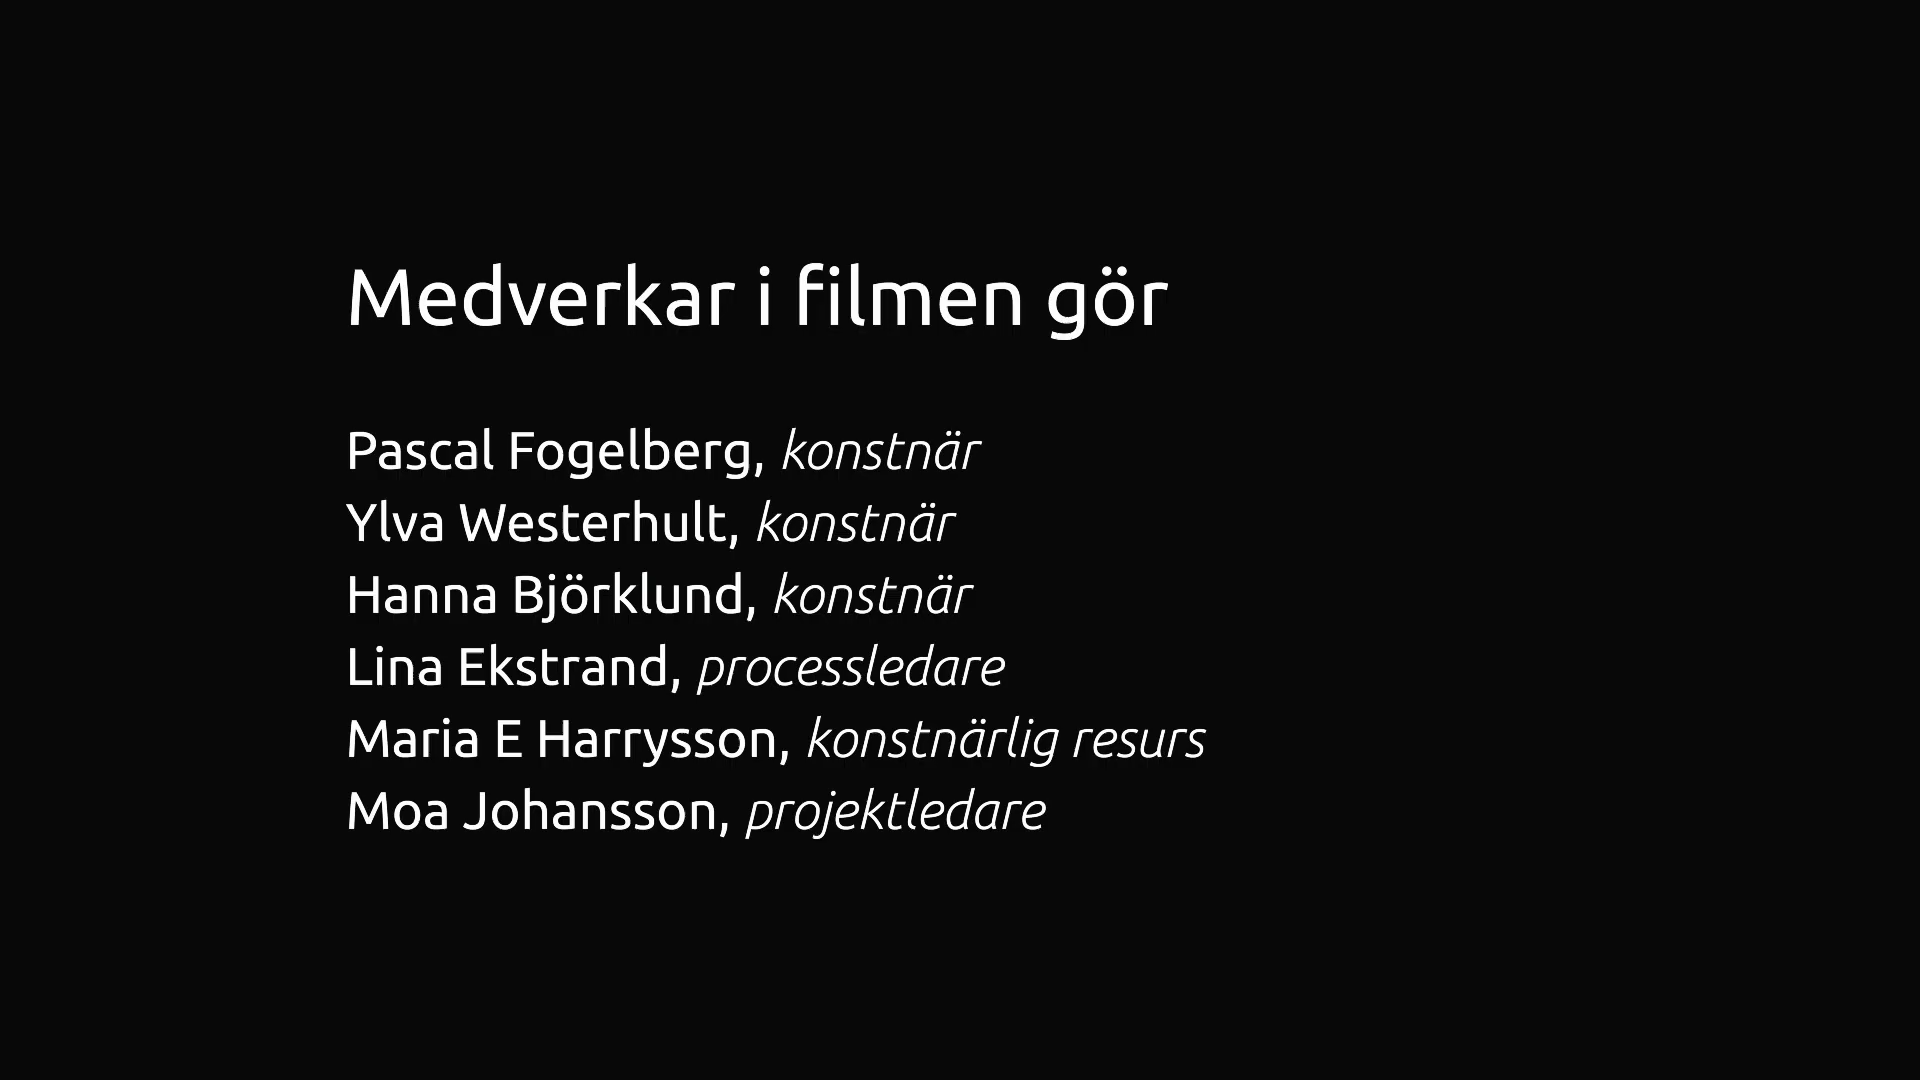 Medverkar i filmen gör
Pascal Fogelberg, konstnär
Ylva Westerhult, konstnär
Hanna Björklund, konstnär
Lina Ekstrand, processledare
Maria E Harrysson, konstnärlig resurs
Moa Johansson, projektledare